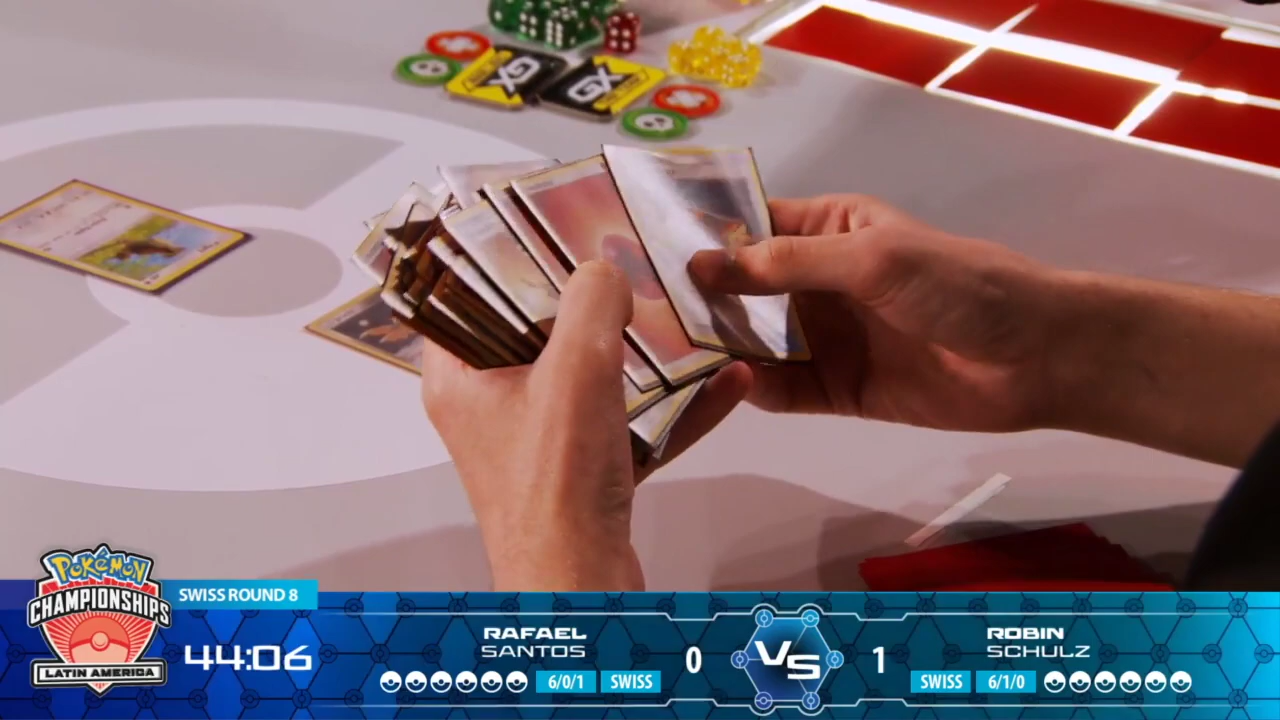 GX
GX
Pokémon
CHAMPIONSHIPS
LATIN AMERICA
SWISS ROUND 8
44:06
RAFAEL
SANTOS
6/0/1
SWISS
0
VS
1
ROBIN
SCHULZ
SWISS
6/1/0